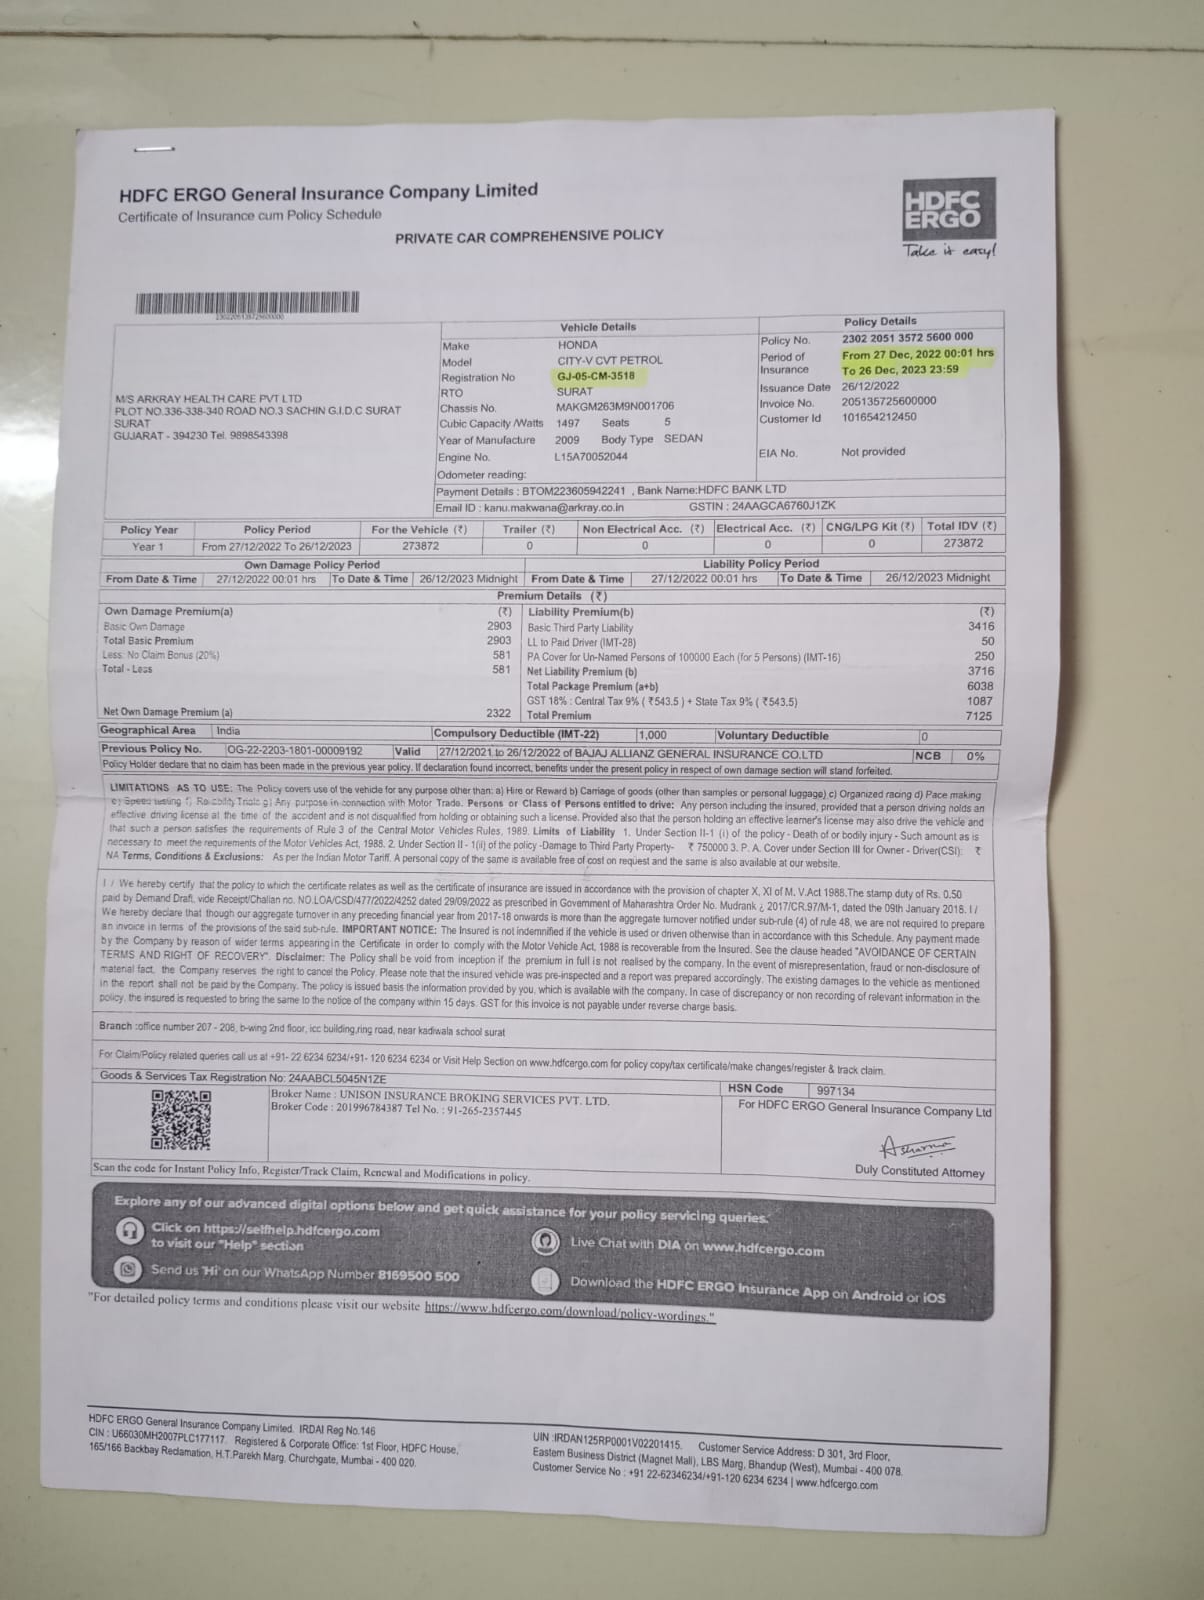 HDFC ERGO General Insurance Company Limited
Certificate of Insurance cum Policy Schedule
HDFC
ERGO
Take it easy!
PRIVATE CAR COMPREHENSIVE POLICY
M/S ARKRAY HEALTH CARE PVT LTD
PLOT NO.336-338-340 ROAD NO.3 SACHIN G.I.D.C SURAT
SURAT
GUJARAT - 394230 Tel. 9898543398
Vehicle Details
Make HONDA
Model CITY-V CVT PETROL
Registration No GJ-05-CM-3518
RTO SURAT
Chassis No. MAKGM263M9N001706
Cubic Capacity /Watts 1497 Seats 5
Year of Manufacture 2009 Body Type SEDAN
Engine No. L15A70052044
Odometer reading:
Policy Details
Policy No. 2302 2051 3572 5600 000
Period of From 27 Dec, 2022 00:01 hrs
Insurance To 26 Dec, 2023 23:59
Issuance Date 26/12/2022
Invoice No. 205135725600000
Customer Id 101654212450
EIA No. Not provided
Payment Details : BTOM223605942241 , Bank Name:HDFC BANK LTD
Email ID : kanu.makwana@arkray.co.in GSTIN : 24AAGCA6760J1ZK
Policy Year Policy Period For the Vehicle (₹) Trailer (₹) Non Electrical Acc. (₹) Electrical Acc. (₹) CNG/LPG Kit (₹) Total IDV (₹)
Year 1 From 27/12/2022 To 26/12/2023 273872 0 0 0 0 273872
Own Damage Policy Period Liability Policy Period
From Date & Time 27/12/2022 00:01 hrs To Date & Time 26/12/2023 Midnight From Date & Time 27/12/2022 00:01 hrs To Date & Time 26/12/2023 Midnight
Premium Details (₹)
Own Damage Premium(a) (₹) Liability Premium(b) (₹)
Basic Own Damage 2903 Basic Third Party Liability 3416
Total Basic Premium 2903 LL to Paid Driver (IMT-28) 50
Less: No Claim Bonus (20%) 581 PA Cover for Un-Named Persons of 100000 Each (for 5 Persons) (IMT-16) 250
Total - Less 581 Net Liability Premium (b) 3716
Total Package Premium (a+b) 6038
GST 18% : Central Tax 9% ( ₹543.5 ) + State Tax 9% ( ₹543.5) 1087
Net Own Damage Premium (a) 2322 Total Premium 7125
Geographical Area India Compulsory Deductible (IMT-22) 1,000 Voluntary Deductible 0
Previous Policy No. OG-22-2203-1801-00009192 Valid 27/12/2021 to 26/12/2022 of BAJAJ ALLIANZ GENERAL INSURANCE CO.LTD NCB 0%
Policy Holder declare that no claim has been made in the previous year policy. If declaration found incorrect, benefits under the present policy in respect of own damage section will stand forfeited.
LIMITATIONS AS TO USE: The Policy covers use of the vehicle for any purpose other than: a) Hire or Reward b) Carriage of goods (other than samples or personal luggage) c) Organized racing d) Pace making
e) Speed testing f) Reliability Trials g) Any purpose in connection with Motor Trade. Persons or Class of Persons entitled to drive: Any person including the insured, provided that a person driving holds an
effective driving license at the time of the accident and is not disqualified from holding or obtaining such a license. Provided also that the person holding an effective learner's license may also drive the vehicle and
that such a person satisfies the requirements of Rule 3 of the Central Motor Vehicles Rules, 1989. Limits of Liability 1. Under Section II-1 (i) of the policy - Death of or bodily injury - Such amount as is
necessary to meet the requirements of the Motor Vehicles Act, 1988. 2. Under Section II - 1(ii) of the policy -Damage to Third Party Property- ₹ 750000 3. P. A. Cover under Section III for Owner - Driver(CSI): ₹
NA Terms, Conditions & Exclusions: As per the Indian Motor Tariff. A personal copy of the same is available free of cost on request and the same is also available at our website.
I / We hereby certify that the policy to which the certificate relates as well as the certificate of insurance are issued in accordance with the provision of chapter X, XI of M. V.Act 1988.The stamp duty of Rs. 0.50
paid by Demand Draft, vide Receipt/Challan no. NO.LOA/CSD/477/2022/4252 dated 29/09/2022 as prescribed in Government of Maharashtra Order No. Mudrank ¿ 2017/CR.97/M-1, dated the 09th January 2018. I /
We hereby declare that though our aggregate turnover in any preceding financial year from 2017-18 onwards is more than the aggregate turnover notified under sub-rule (4) of rule 48, we are not required to prepare
an invoice in terms of the provisions of the said sub-rule. IMPORTANT NOTICE: The Insured is not indemnified if the vehicle is used or driven otherwise than in accordance with this Schedule. Any payment made
by the Company by reason of wider terms appearing in the Certificate in order to comply with the Motor Vehicle Act, 1988 is recoverable from the Insured. See the clause headed "AVOIDANCE OF CERTAIN
TERMS AND RIGHT OF RECOVERY". Disclaimer: The Policy shall be void from inception if the premium in full is not realised by the company. In the event of misrepresentation, fraud or non-disclosure of
material fact, the Company reserves the right to cancel the Policy. Please note that the insured vehicle was pre-inspected and a report was prepared accordingly. The existing damages to the vehicle as mentioned
in the report shall not be paid by the Company. The policy is issued basis the information provided by you, which is available with the company. In case of discrepancy or non recording of relevant information in the
policy, the insured is requested to bring the same to the notice of the company within 15 days. GST for this invoice is not payable under reverse charge basis.
Branch :office number 207 - 208, b-wing 2nd floor, icc building,ring road, near kadiwala school surat
For Claim/Policy related queries call us at +91- 22 6234 6234/+91- 120 6234 6234 or Visit Help Section on www.hdfcergo.com for policy copy/tax certificate/make changes/register & track claim.
Goods & Services Tax Registration No: 24AABCL5045N1ZE HSN Code 997134
Broker Name : UNISON INSURANCE BROKING SERVICES PVT. LTD.
Broker Code : 201996784387 Tel No. : 91-265-2357445
For HDFC ERGO General Insurance Company Ltd
Duly Constituted Attorney
Scan the code for Instant Policy Info, Register/Track Claim, Renewal and Modifications in policy.
Explore any of our advanced digital options below and get quick assistance for your policy servicing queries.
Click on https://selfhelp.hdfcergo.com
to visit our "Help" section
Live Chat with DIA on www.hdfcergo.com
Send us 'Hi' on our WhatsApp Number 8169500 500
Download the HDFC ERGO Insurance App on Android or iOS
"For detailed policy terms and conditions please visit our website https://www.hdfcergo.com/download/policy-wordings."
HDFC ERGO General Insurance Company Limited. IRDAI Reg No.146
CIN : U66030MH2007PLC177117. Registered & Corporate Office: 1st Floor, HDFC House,
165/166 Backbay Reclamation, H.T.Parekh Marg, Churchgate, Mumbai - 400 020.
UIN :IRDAN125RP0001V02201415. Customer Service Address: D 301, 3rd Floor,
Eastern Business District (Magnet Mall), LBS Marg, Bhandup (West), Mumbai - 400 078.
Customer Service No : +91 22-62346234/+91-120 6234 6234 | www.hdfcergo.com